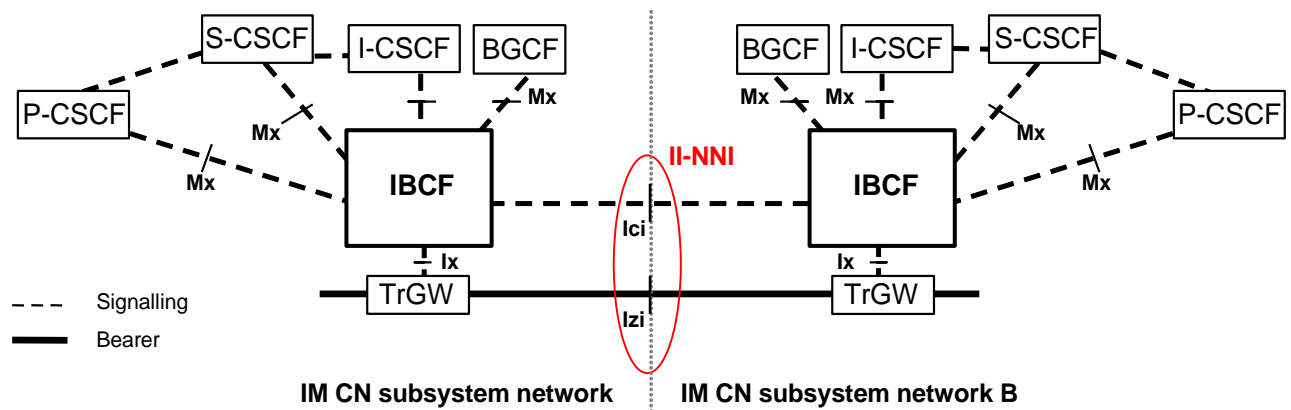 S-CSCF
I-CSCF
BGCF
BGCF
I-CSCF
S-CSCF
P-CSCF
P-CSCF
Mx
Mx
Mx
Mx
Mx
Mx
Mx
IBCF
II-NNI
IBCF
Ici
Ix
Ix
TrGW
TrGW
Signalling
Izi
Bearer
IM CN subsystem network
IM CN subsystem network B